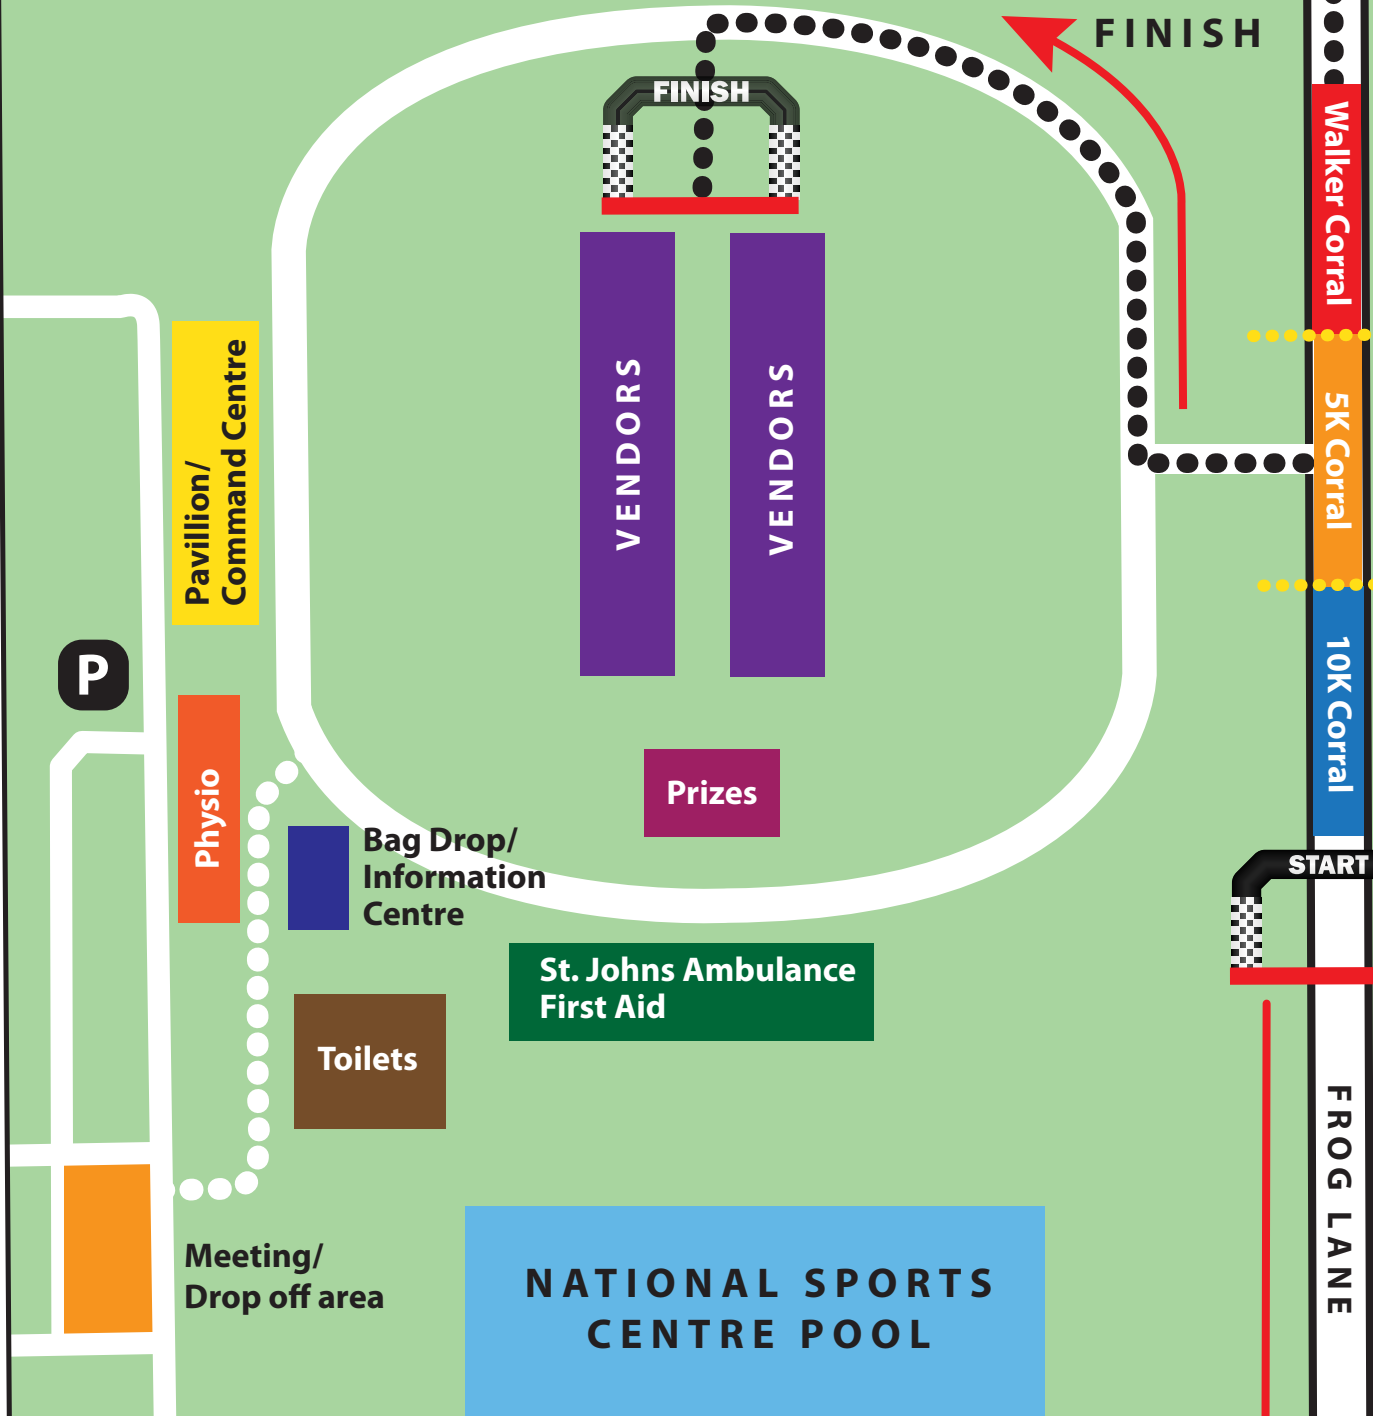 FINISH
FINISH
Walker Corral
5K Corral
10K Corral
Pavillion/
Command Centre
VENDORS
VENDORS
P
Physio
Prizes
Bag Drop/
Information
Centre
START
St. Johns Ambulance
First Aid
Toilets
FROG LANE
Meeting/
Drop off area
NATIONAL SPORTS
CENTRE POOL